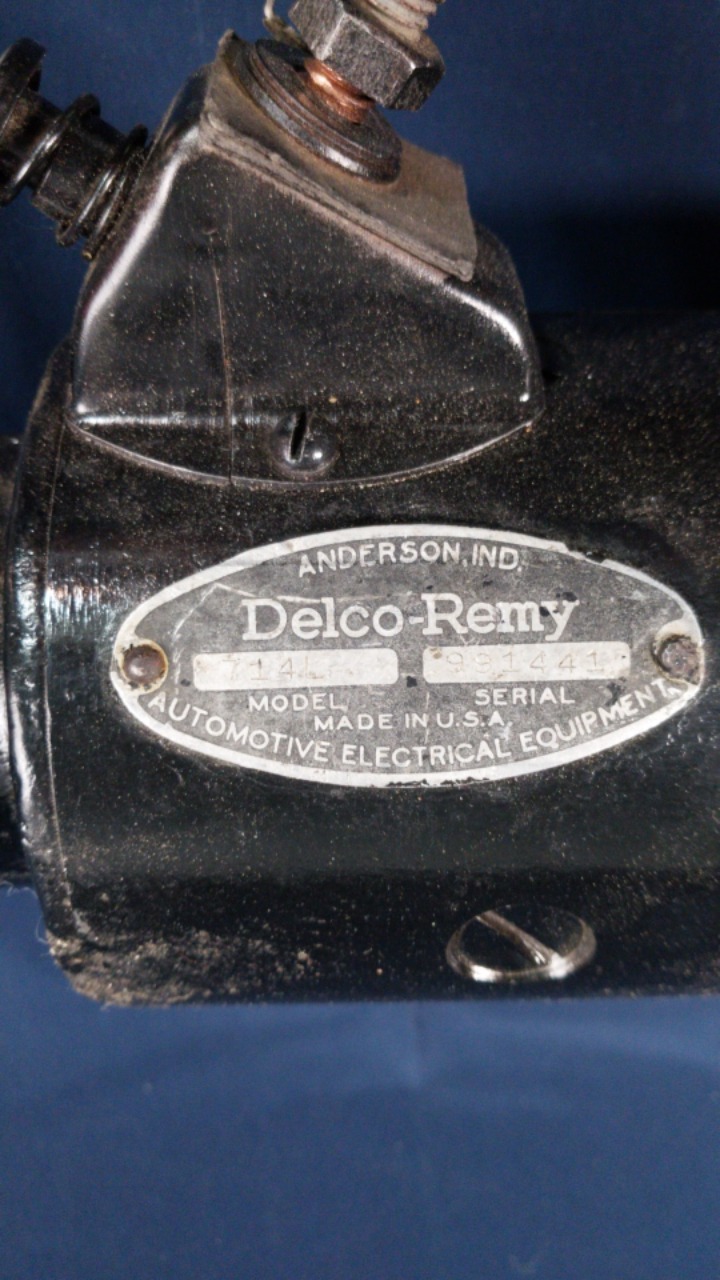 ANDERSON, IND.
Delco-Remy
714L 931441
MODEL SERIAL
MADE IN U.S.A.
AUTOMOTIVE ELECTRICAL EQUIPMENT